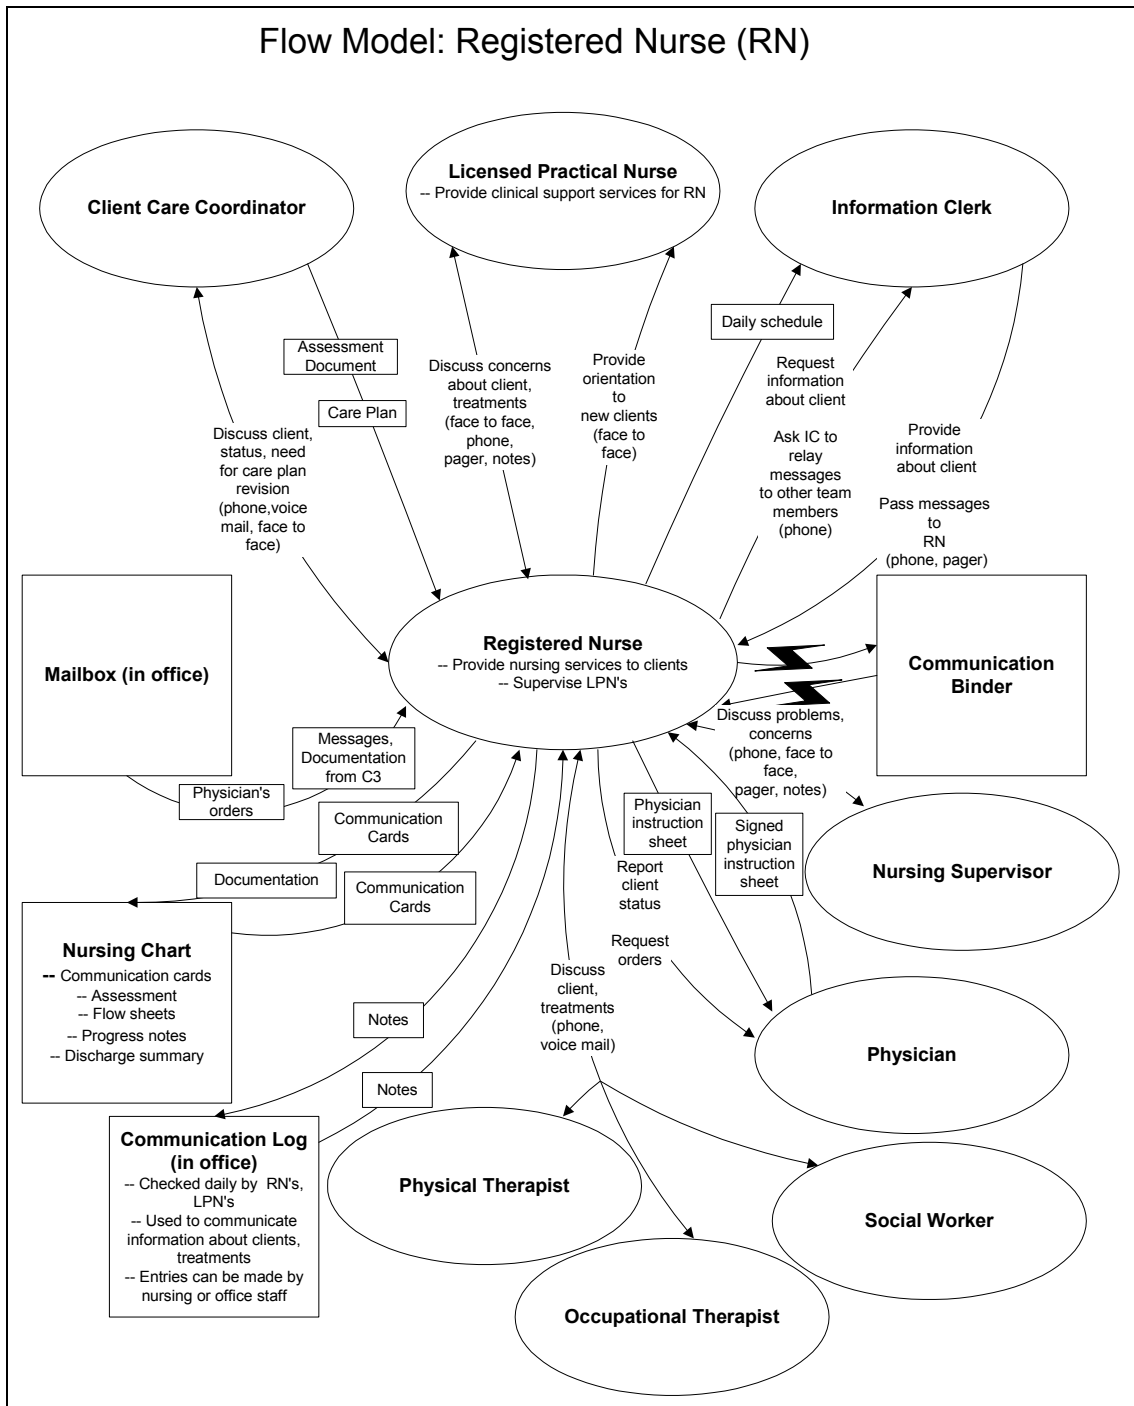 Flow Model: Registered Nurse (RN)
Client Care Coordinator
Licensed Practical Nurse
-- Provide clinical support services for RN
Information Clerk
Assessment
Document
Care Plan
Discuss client,
status, need
for care plan
revision
(phone,voice
mail, face to
face)
Discuss concerns
about client,
treatments
(face to face,
phone,
pager, notes)
Provide
orientation
to
new clients
(face to
face)
Daily schedule
Request
information
about client
Ask IC to
relay
messages
to other team
members
(phone)
Provide
information
about client
Pass messages
to
RN
(phone, pager)
Mailbox (in office)
Registered Nurse
-- Provide nursing services to clients
-- Supervise LPN's
Communication
Binder
Messages,
Documentation
from C3
Physician's
orders
Discuss problems,
concerns
(phone, face to
face,
pager, notes)
Communication
Cards
Documentation
Communication
Cards
Physician
instruction
sheet
Signed
physician
instruction
sheet
Nursing Supervisor
Report
client
status
Request
orders
Nursing Chart
-- Communication cards
-- Assessment
-- Flow sheets
-- Progress notes
-- Discharge summary
Discuss
client,
treatments
(phone,
voice mail)
Notes
Notes
Physician
Communication Log
(in office)
-- Checked daily by RN's,
LPN's
-- Used to communicate
information about clients,
treatments
-- Entries can be made by
nursing or office staff
Physical Therapist
Social Worker
Occupational Therapist